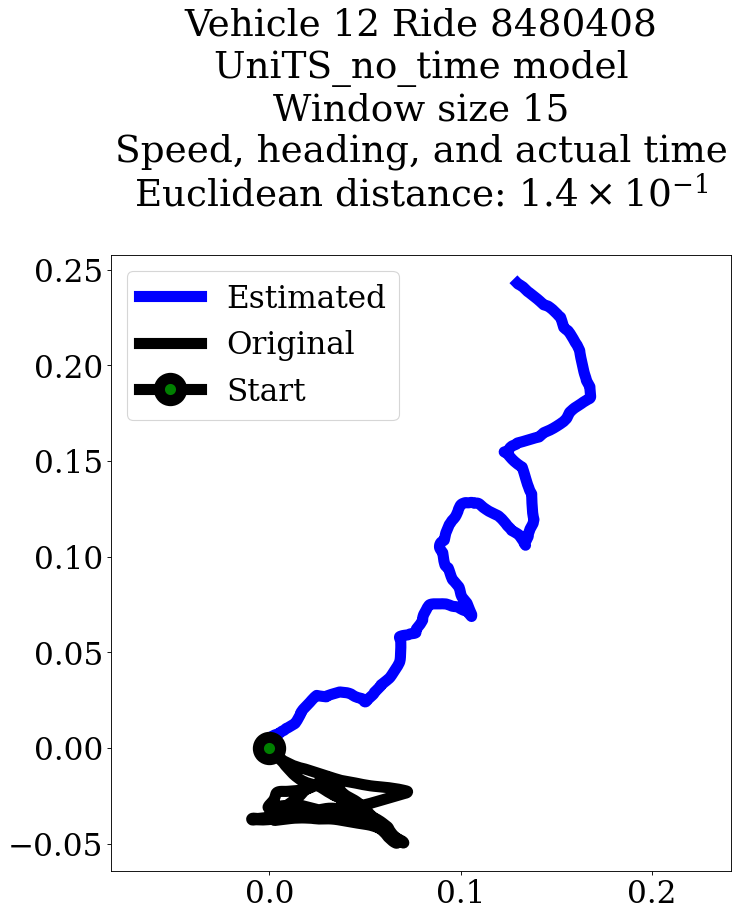 Vehicle 12 Ride 8480408
UniTS_no_time model
Window size 15
Speed, heading, and actual time
Euclidean distance: 1.4 × 10⁻¹
0.25
Estimated
Original
0.20
Start
0.15
0.10
0.05
0.00
−0.05
0.0 0.1 0.2